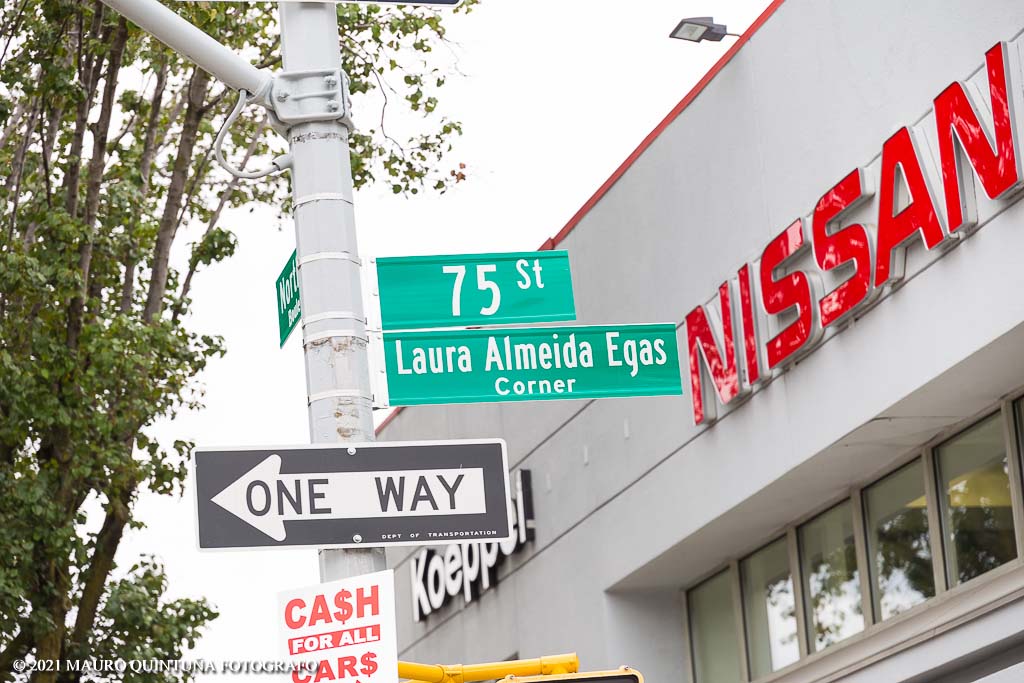 75 St
Laura Almeida Egas
Corner
NISSAN
ONE WAY
DEPT OF TRANSPORTATION
Koeppel
CA$H
FOR ALL
CAR$
©2021 MAURO QUINTUÑA FOTOGRAFO